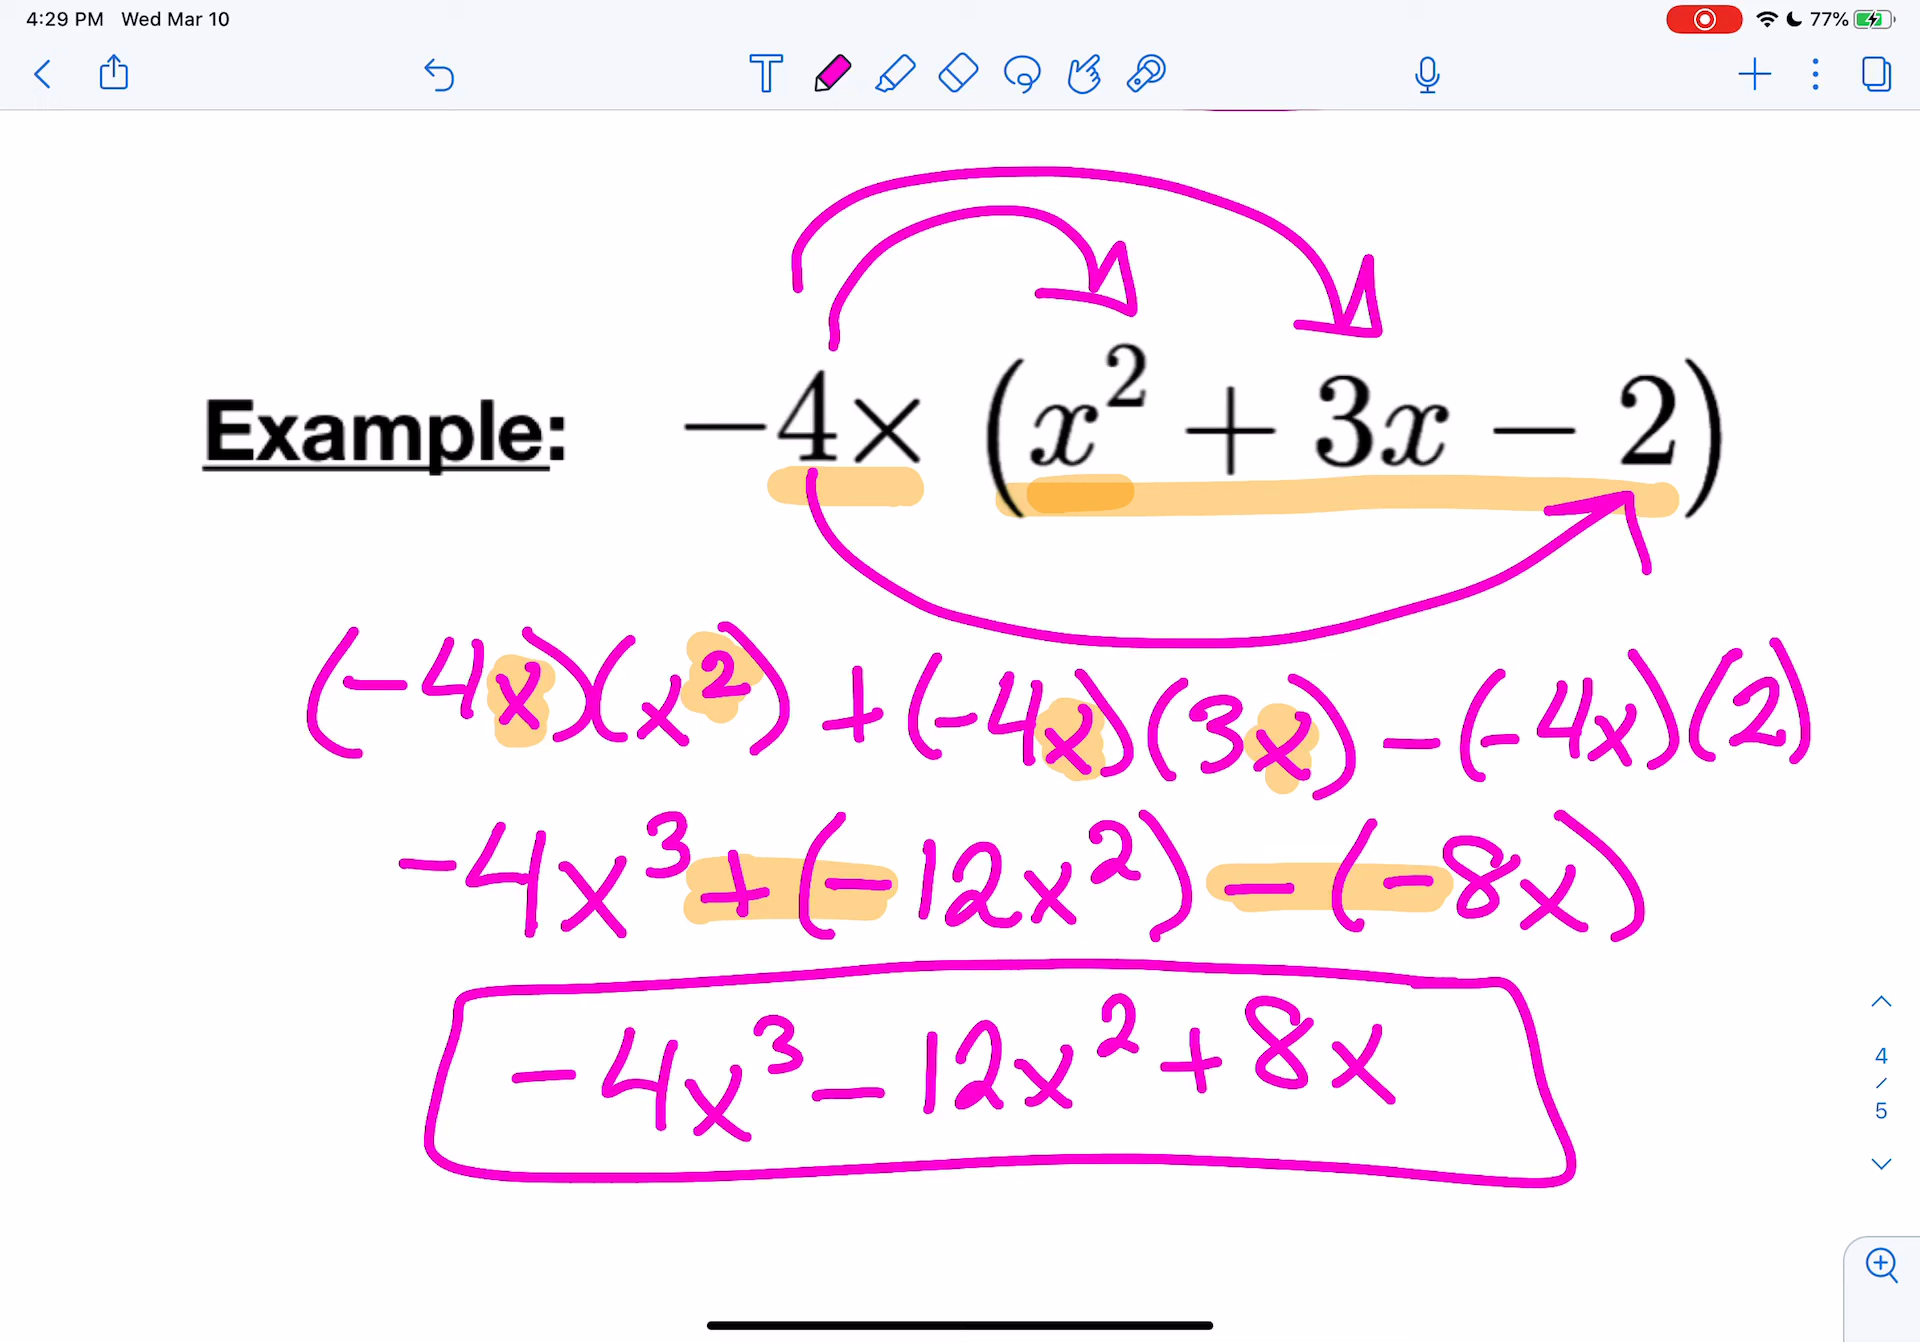 4:29 PM Wed Mar 10 77%
Example: −4× (x² + 3x − 2)
(−4x)(x²) + (−4x)(3x) − (−4x)(2)
−4x³ + (−12x²) − (−8x)
−4x³ − 12x² + 8x
4
/
5